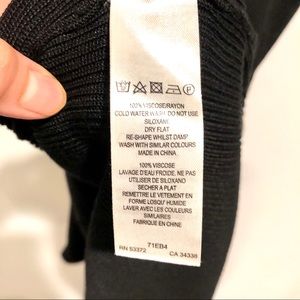 100% VISCOSE/RAYON
COLD WATER WASH. DO NOT USE
SILOXANE
DRY FLAT
RE-SHAPE WHILST DAMP
WASH WITH SIMILAR COLOURS
MADE IN CHINA
100% VISCOSE
LAVAGE D'EAU FROIDE. NE PAS
UTILISER DE SILOXANO
SECHER A PLAT
REMETTRE LE VETEMENT EN
FORME LOSQU' HUMIDE
LAVER AVEC LES COULEURS
SIMILAIRES
FABRIQUE EN CHINE
71EB4
RN 53372 CA 34338